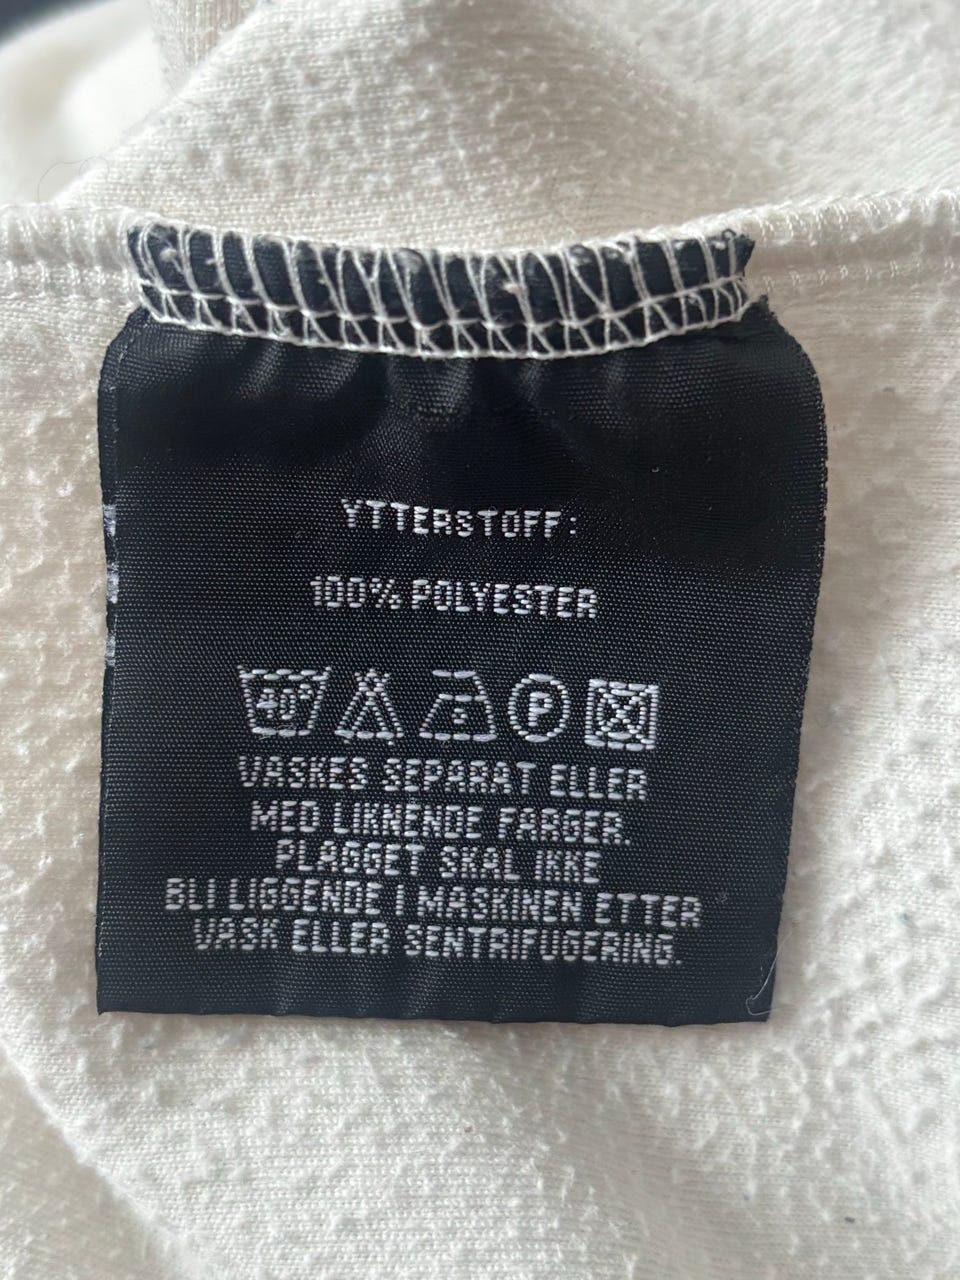 YTTERSTOFF:
100% POLYESTER
40° S P
VASKES SEPARAT ELLER
MED LIKNENDE FARGER.
PLAGGET SKAL IKKE
BLI LIGGENDE I MASKINEN ETTER
VASK ELLER SENTRIFUGERING.